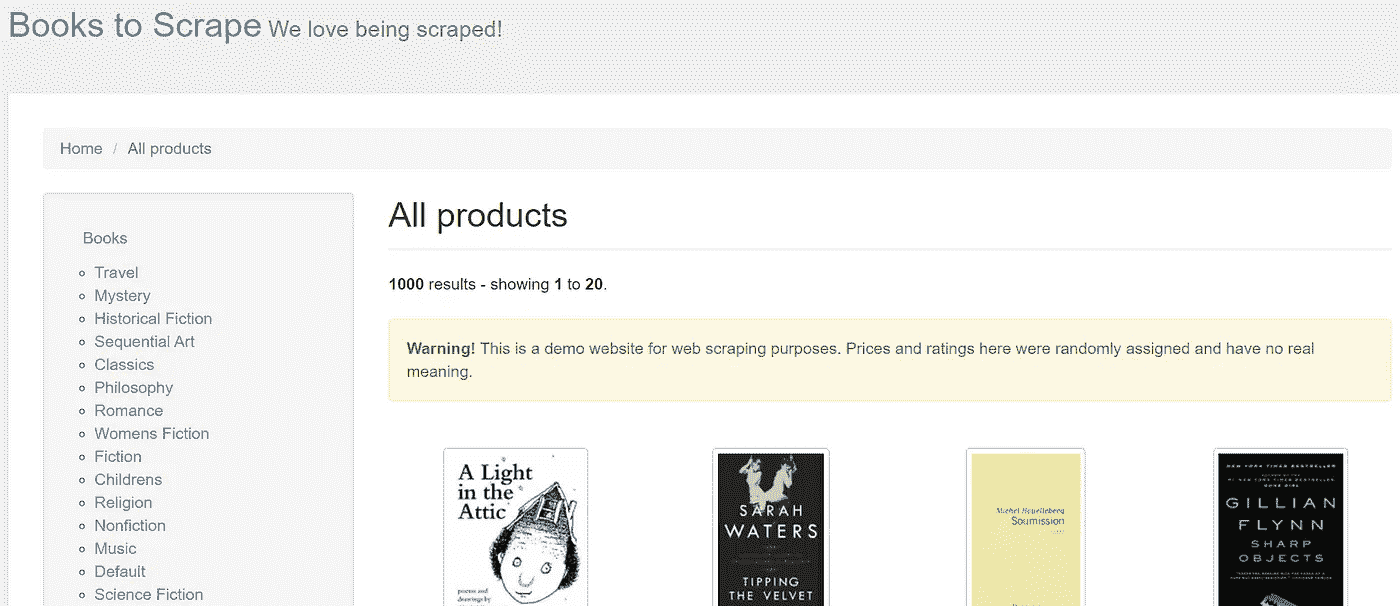 Books to Scrape We love being scraped!
Home / All products
Books
Travel
Mystery
Historical Fiction
Sequential Art
Classics
Philosophy
Romance
Womens Fiction
Fiction
Childrens
Religion
Nonfiction
Music
Default
Science Fiction
All products
1000 results - showing 1 to 20.
Warning! This is a demo website for web scraping purposes. Prices and ratings here were randomly assigned and have no real
meaning.
A Light
in the
Attic
poems and
drawings by
SARAH
WATERS
TIPPING
THE VELVET
Michel Houellebecq
Soumission
NEW YORK TIMES BESTSELLER
GILLIAN
FLYNN
SHARP
OBJECTS